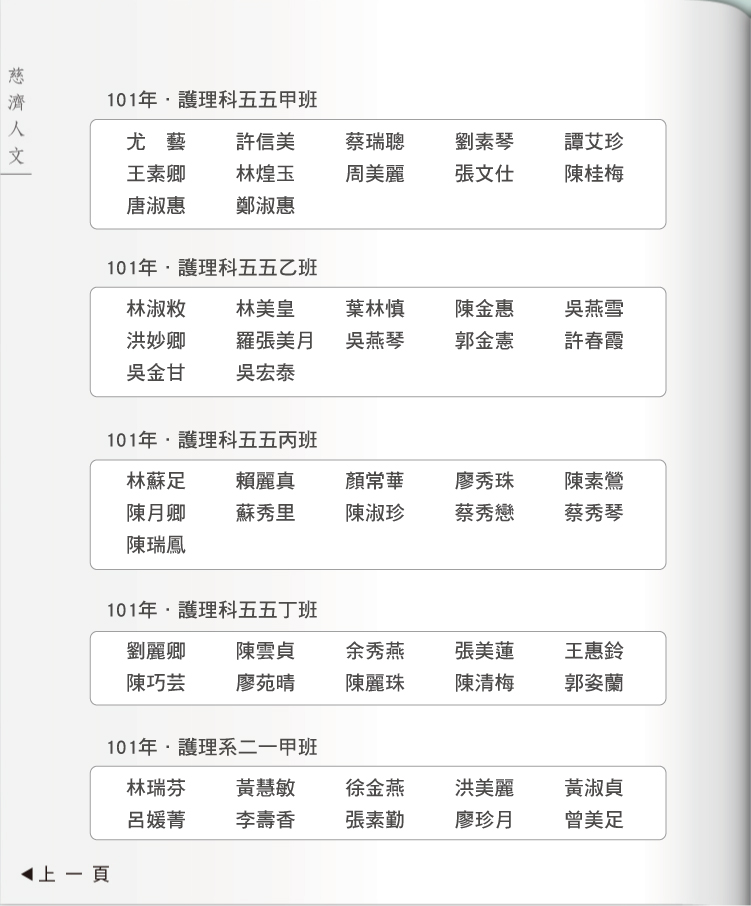 慈濟人文
101年·護理科五五甲班
尤　藝 許信美 蔡瑞聰 劉素琴 譚艾珍
王素卿 林煌玉 周美麗 張文仕 陳桂梅
唐淑惠 鄭淑惠
101年·護理科五五乙班
林淑敉 林美皇 葉林慎 陳金惠 吳燕雪
洪妙卿 羅張美月 吳燕琴 郭金憲 許春霞
吳金甘 吳宏泰
101年·護理科五五丙班
林蘇足 賴麗真 顏常華 廖秀珠 陳素鶯
陳月卿 蘇秀里 陳淑珍 蔡秀戀 蔡秀琴
陳瑞鳳
101年·護理科五五丁班
劉麗卿 陳雲貞 余秀燕 張美蓮 王惠鈴
陳巧芸 廖苑晴 陳麗珠 陳清梅 郭姿蘭
101年·護理系二一甲班
林瑞芬 黃慧敏 徐金燕 洪美麗 黃淑貞
呂媛菁 李壽香 張素勤 廖珍月 曾美足
◀上一頁